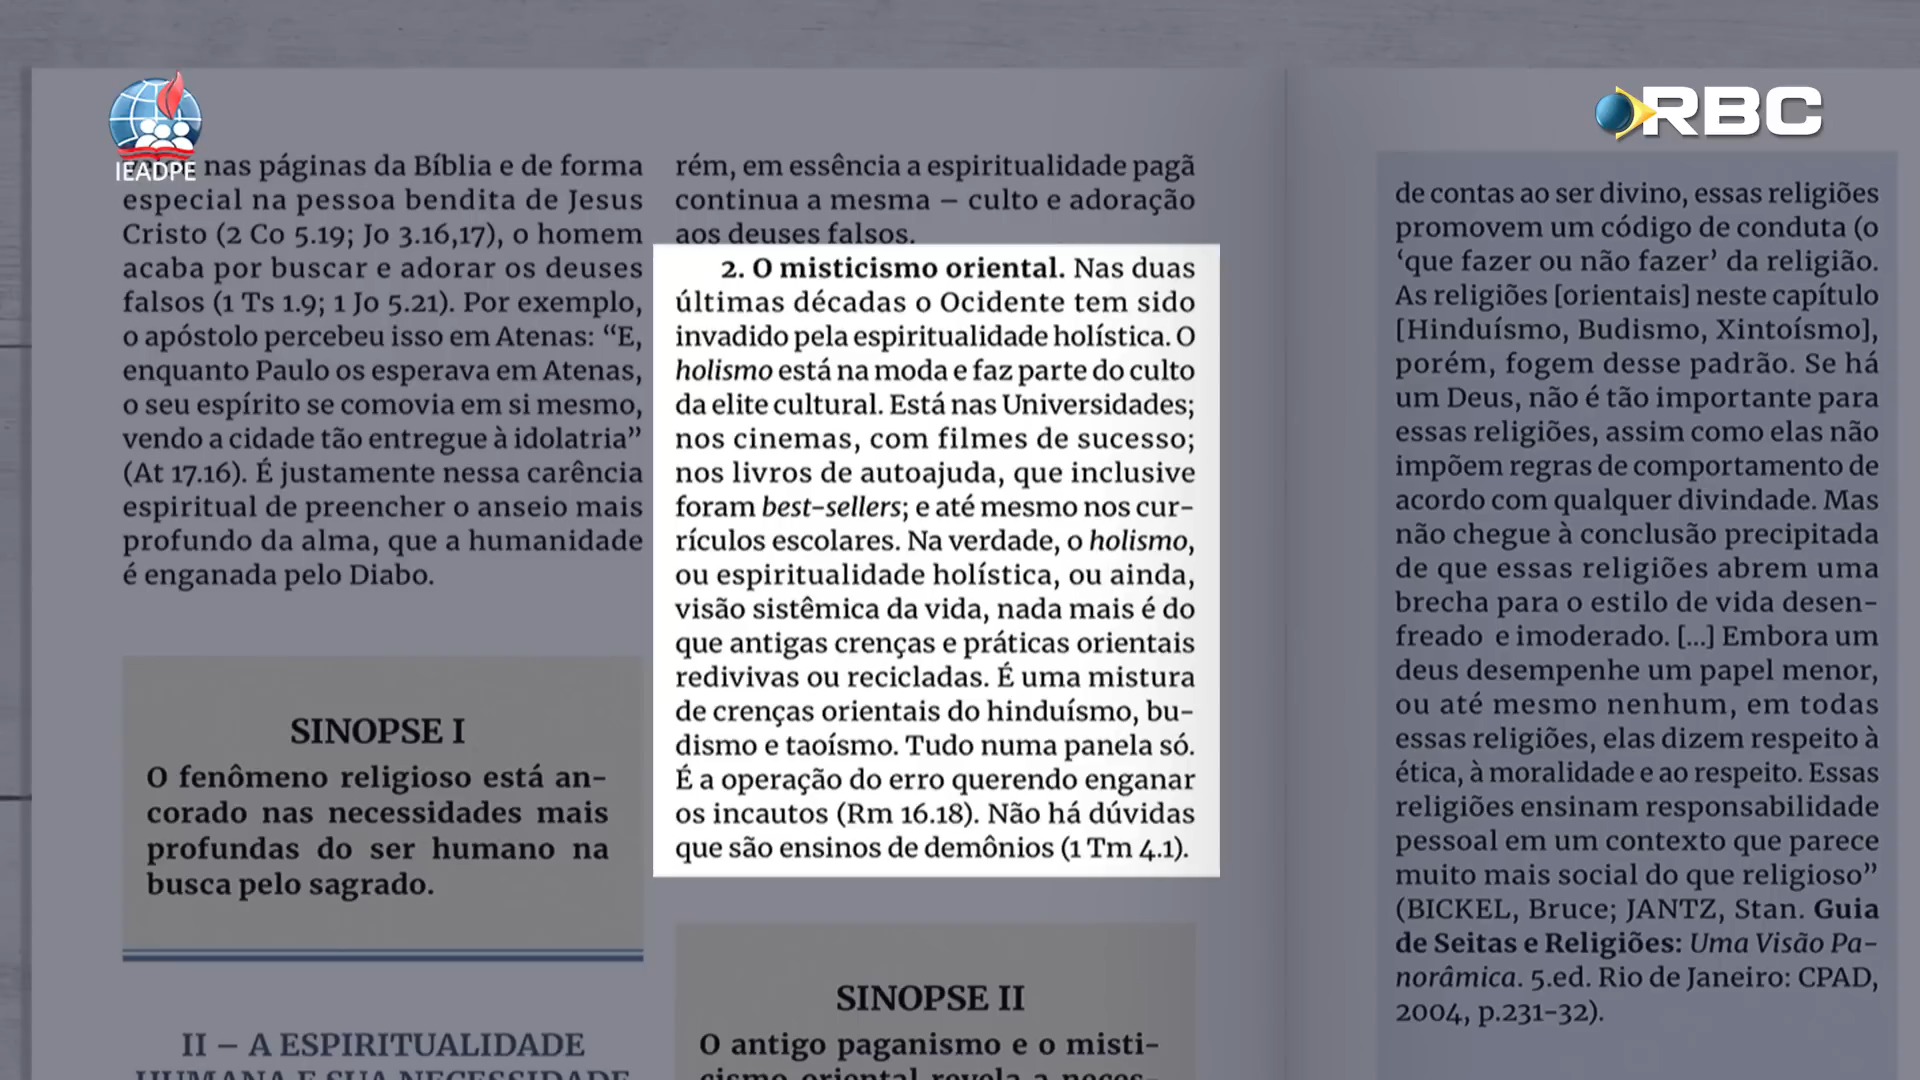 IEADPE
RBC
nas páginas da Bíblia e de forma
especial na pessoa bendita de Jesus
Cristo (2 Co 5.19; Jo 3.16,17), o homem
acaba por buscar e adorar os deuses
falsos (1 Ts 1.9; 1 Jo 5.21). Por exemplo,
o apóstolo percebeu isso em Atenas: “E,
enquanto Paulo os esperava em Atenas,
o seu espírito se comovia em si mesmo,
vendo a cidade tão entregue à idolatria”
(At 17.16). É justamente nessa carência
espiritual de preencher o anseio mais
profundo da alma, que a humanidade
é enganada pelo Diabo.
SINOPSE I
O fenômeno religioso está an-
corado nas necessidades mais
profundas do ser humano na
busca pelo sagrado.
II – A ESPIRITUALIDADE
HUMANA E SUA NECESSIDADE
rém, em essência a espiritualidade pagã
continua a mesma – culto e adoração
aos deuses falsos.
2. O misticismo oriental. Nas duas
últimas décadas o Ocidente tem sido
invadido pela espiritualidade holística. O
holismo está na moda e faz parte do culto
da elite cultural. Está nas Universidades;
nos cinemas, com filmes de sucesso;
nos livros de autoajuda, que inclusive
foram best-sellers; e até mesmo nos cur-
rículos escolares. Na verdade, o holismo,
ou espiritualidade holística, ou ainda,
visão sistêmica da vida, nada mais é do
que antigas crenças e práticas orientais
redivivas ou recicladas. É uma mistura
de crenças orientais do hinduísmo, bu-
dismo e taoísmo. Tudo numa panela só.
É a operação do erro querendo enganar
os incautos (Rm 16.18). Não há dúvidas
que são ensinos de demônios (1 Tm 4.1).
SINOPSE II
O antigo paganismo e o misti-
cismo oriental revela a neces-
de contas ao ser divino, essas religiões
promovem um código de conduta (o
‘que fazer ou não fazer’ da religião.
As religiões [orientais] neste capítulo
[Hinduísmo, Budismo, Xintoísmo],
porém, fogem desse padrão. Se há
um Deus, não é tão importante para
essas religiões, assim como elas não
impõem regras de comportamento de
acordo com qualquer divindade. Mas
não chegue à conclusão precipitada
de que essas religiões abrem uma
brecha para o estilo de vida desen-
freado e imoderado. [...] Embora um
deus desempenhe um papel menor,
ou até mesmo nenhum, em todas
essas religiões, elas dizem respeito à
ética, à moralidade e ao respeito. Essas
religiões ensinam responsabilidade
pessoal em um contexto que parece
muito mais social do que religioso”
(BICKEL, Bruce; JANTZ, Stan. Guia
de Seitas e Religiões: Uma Visão Pa-
norâmica. 5.ed. Rio de Janeiro: CPAD,
2004, p.231-32).